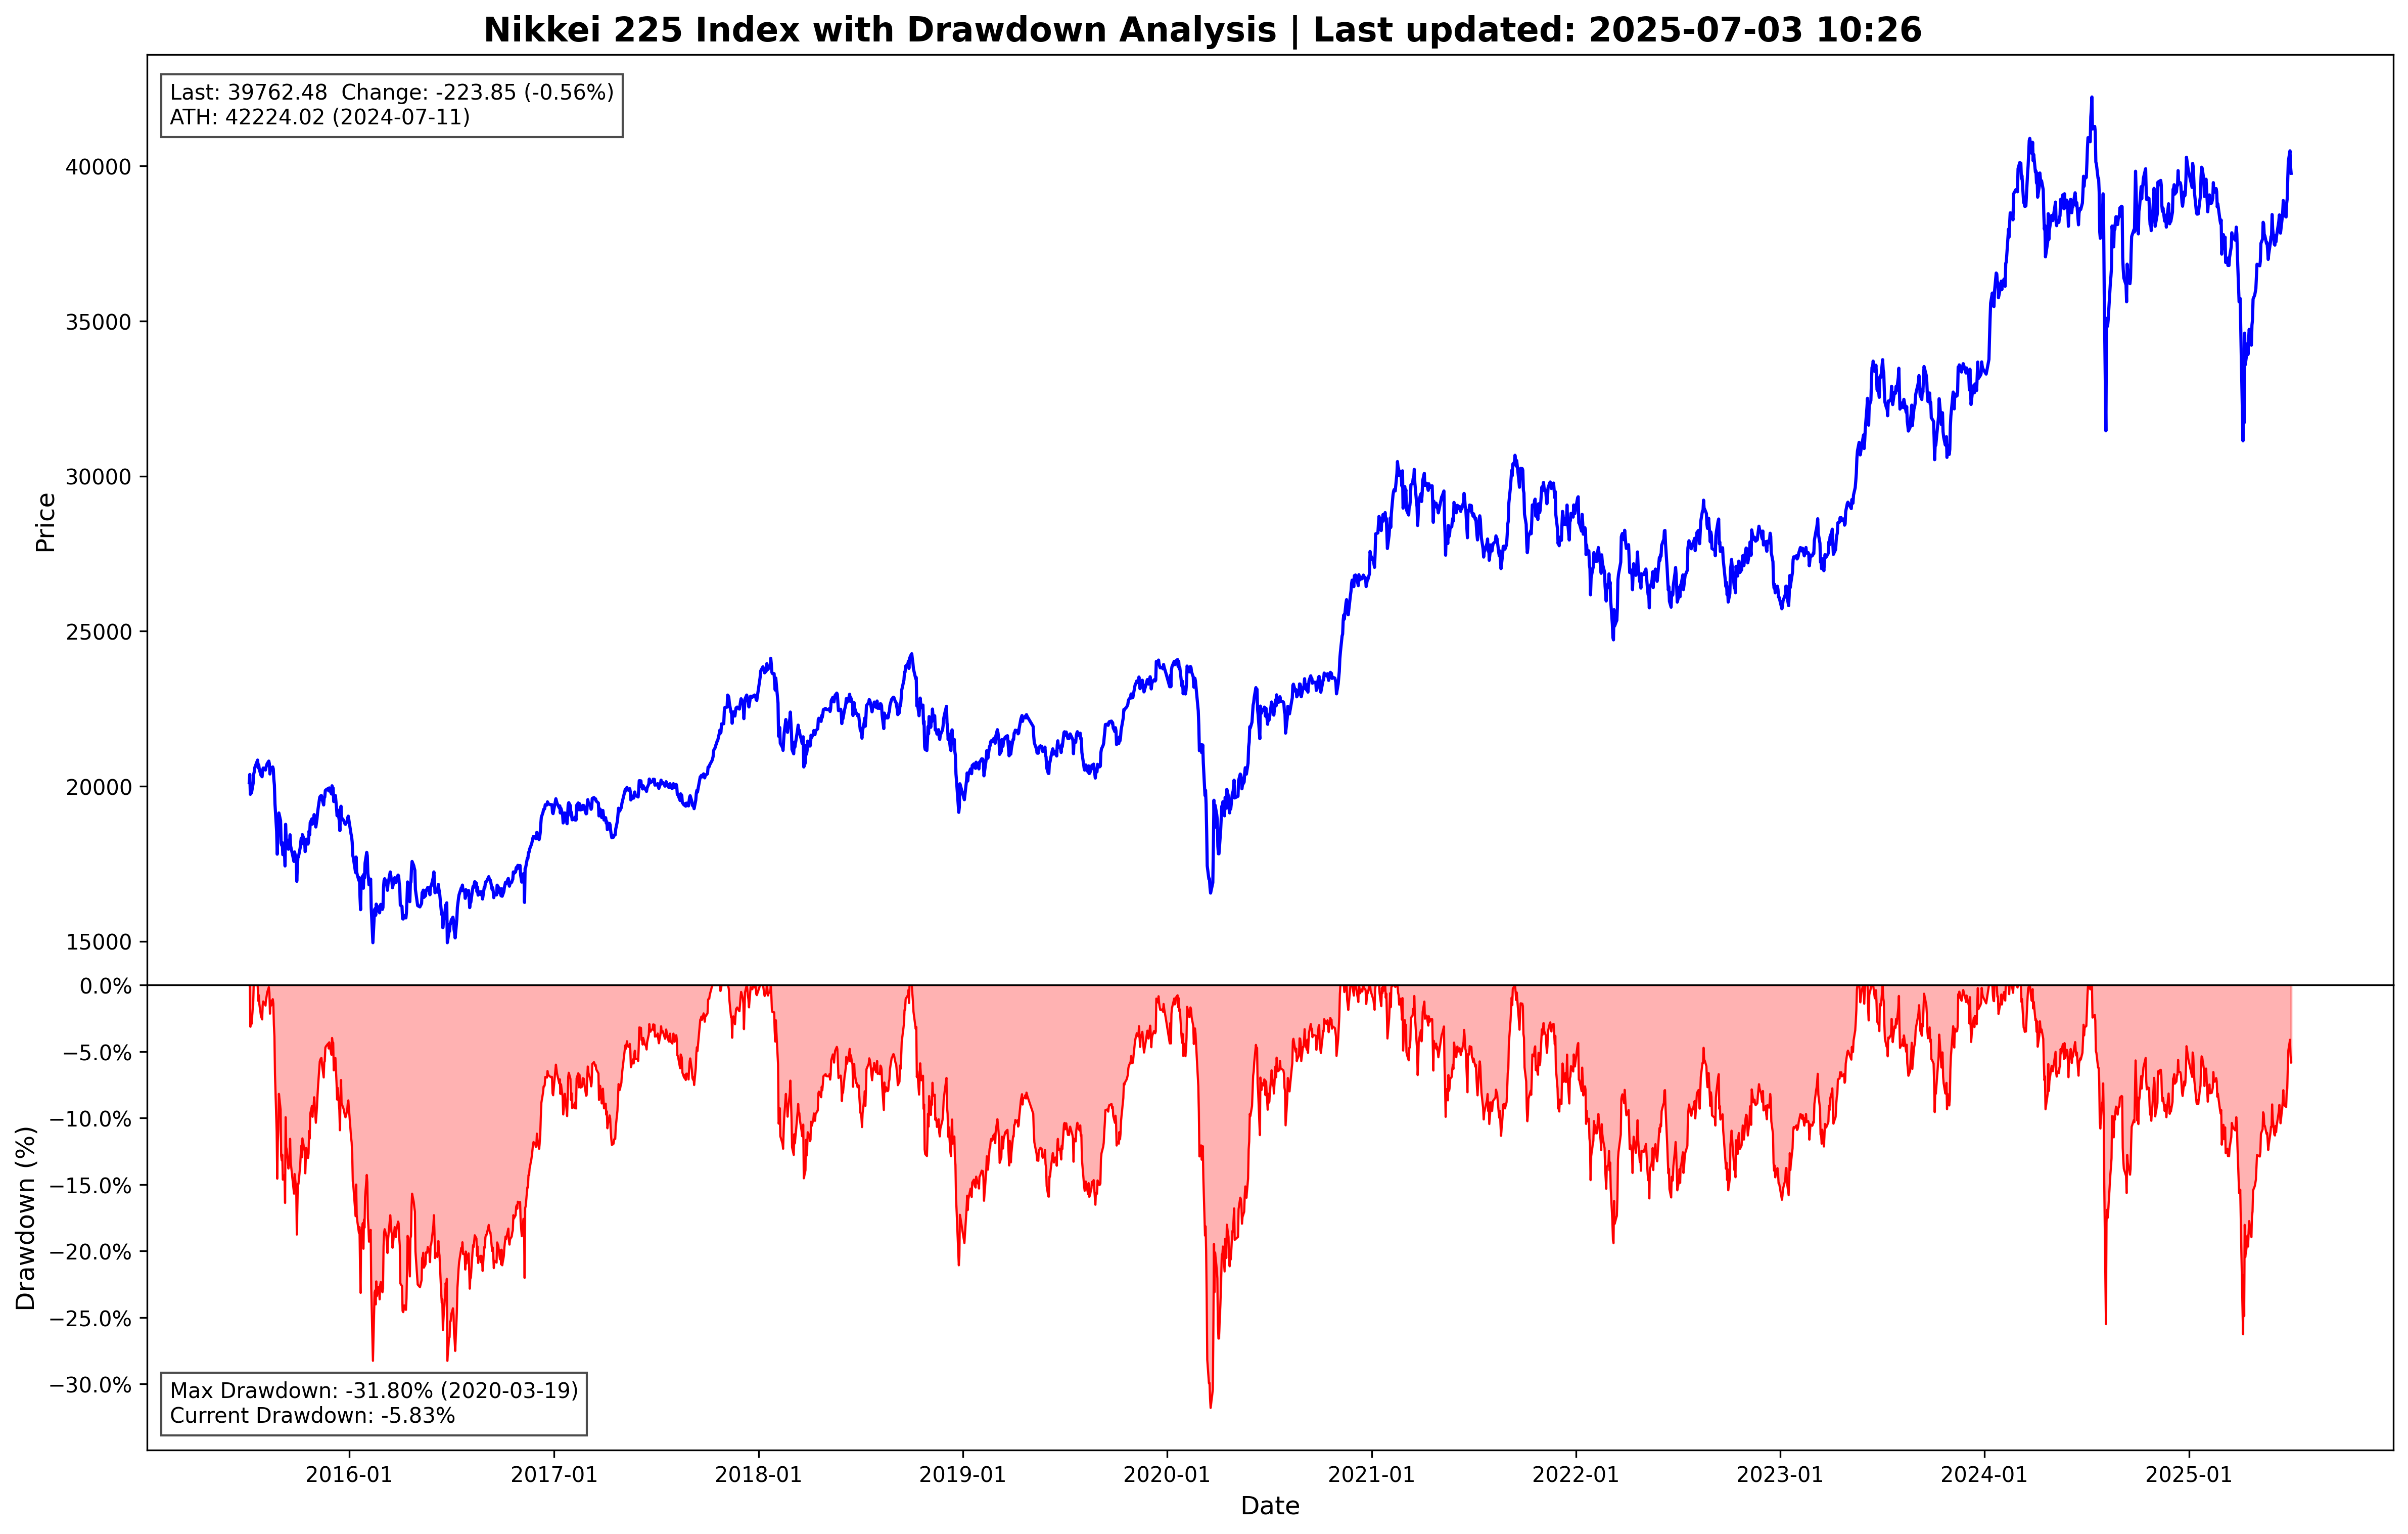 Nikkei 225 Index with Drawdown Analysis | Last updated: 2025-07-03 10:26
Last: 39762.48  Change: -223.85 (-0.56%)
ATH: 42224.02 (2024-07-11)
Price
40000
35000
30000
25000
20000
15000
Drawdown (%)
0.0%
−5.0%
−10.0%
−15.0%
−20.0%
−25.0%
−30.0%
Max Drawdown: -31.80% (2020-03-19)
Current Drawdown: -5.83%
2016-01 2017-01 2018-01 2019-01 2020-01 2021-01 2022-01 2023-01 2024-01 2025-01
Date